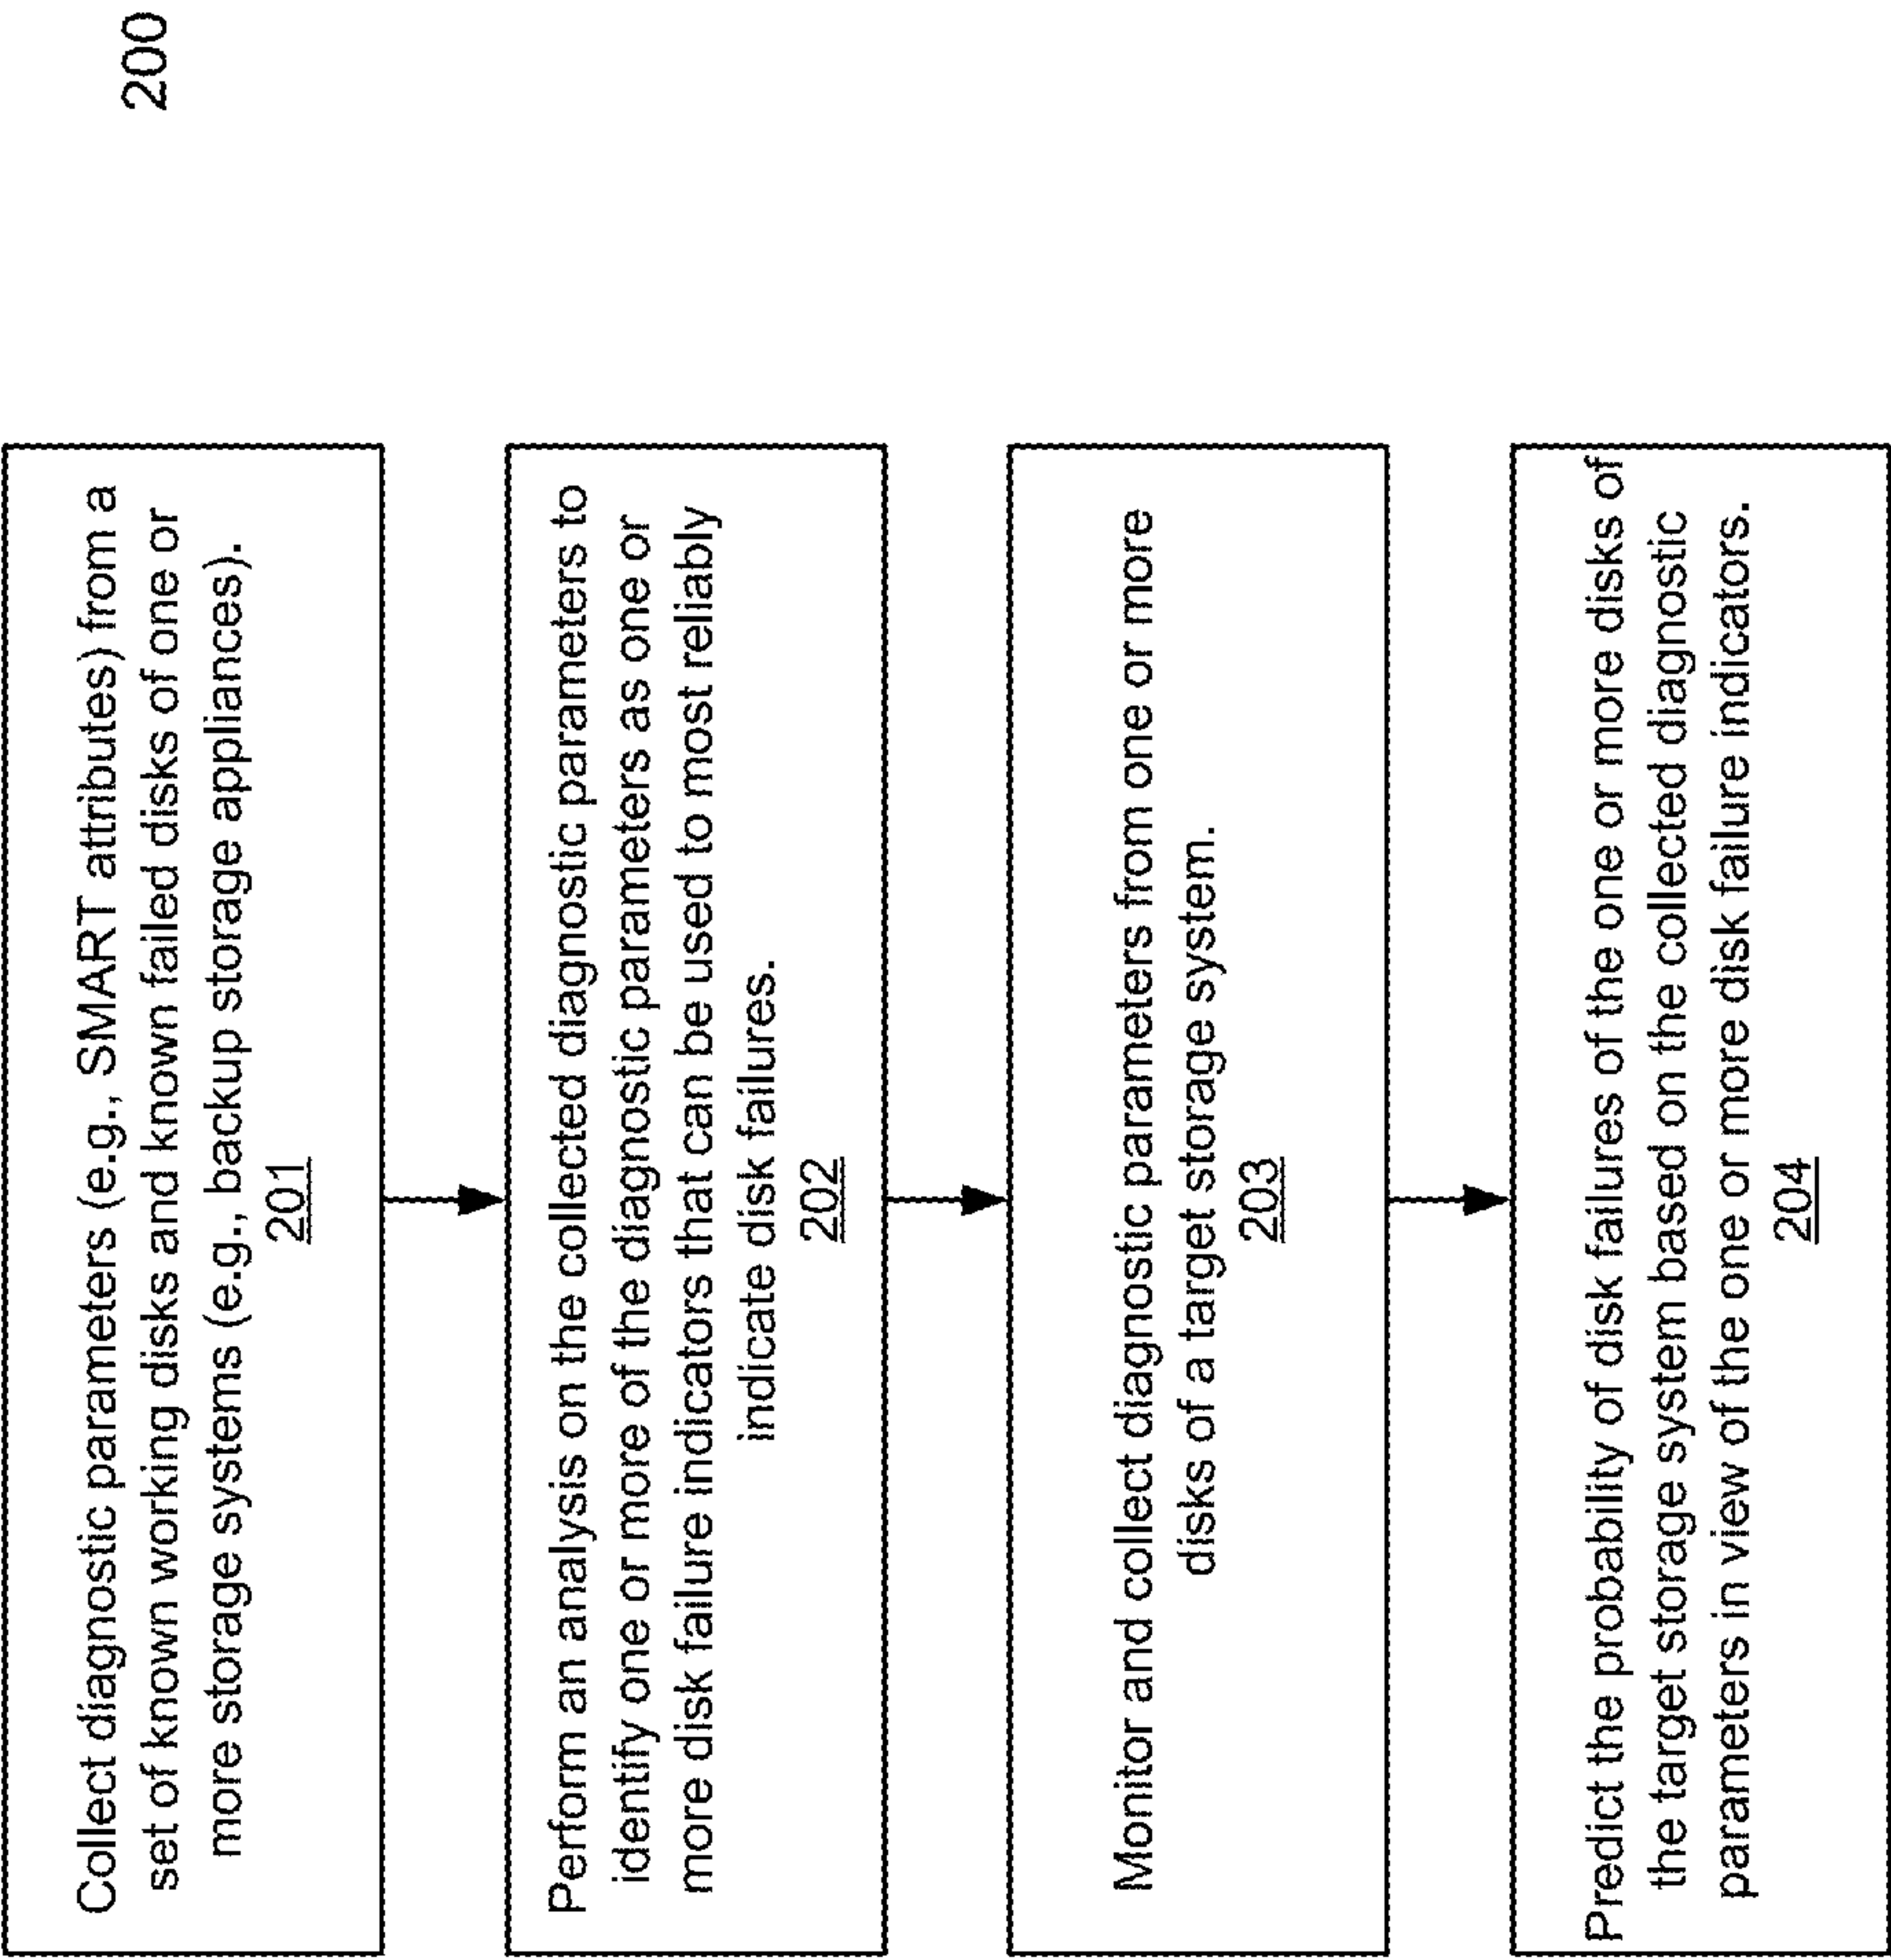 200
Collect diagnostic parameters (e.g., SMART attributes) from a
set of known working disks and known failed disks of one or
more storage systems (e.g., backup storage appliances).
201
Perform an analysis on the collected diagnostic parameters to
identify one or more of the diagnostic parameters as one or
more disk failure indicators that can be used to most reliably
indicate disk failures.
202
Monitor and collect diagnostic parameters from one or more
disks of a target storage system.
203
Predict the probability of disk failures of the one or more disks of
the target storage system based on the collected diagnostic
parameters in view of the one or more disk failure indicators.
204